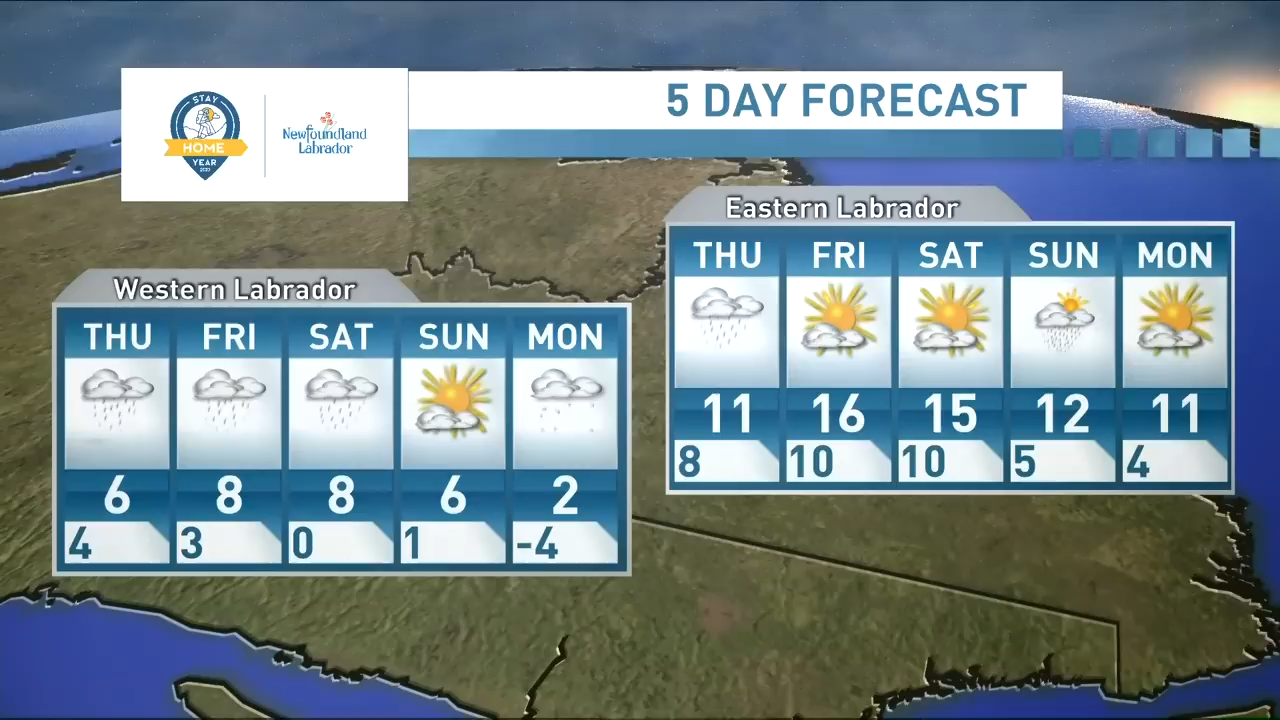 STAY
HOME
YEAR
2020
Newfoundland
Labrador
5 DAY FORECAST
Eastern Labrador
THU FRI SAT SUN MON
11 16 15 12 11
8 10 10 5 4
Western Labrador
THU FRI SAT SUN MON
6 8 8 6 2
4 3 0 1 -4